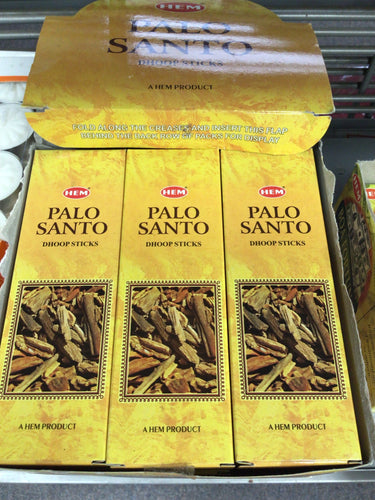 HEM
PALO
SANTO
DHOOP STICKS
A HEM PRODUCT
FOLD ALONG THE CREASES AND INSERT THIS FLAP
BEHIND THE BACK ROW OF PACKS FOR DISPLAY
HEM
PALO
SANTO
DHOOP STICKS
A HEM PRODUCT
HEM
PALO
SANTO
DHOOP STICKS
A HEM PRODUCT
HEM
PALO
SANTO
DHOOP STICKS
A HEM PRODUCT